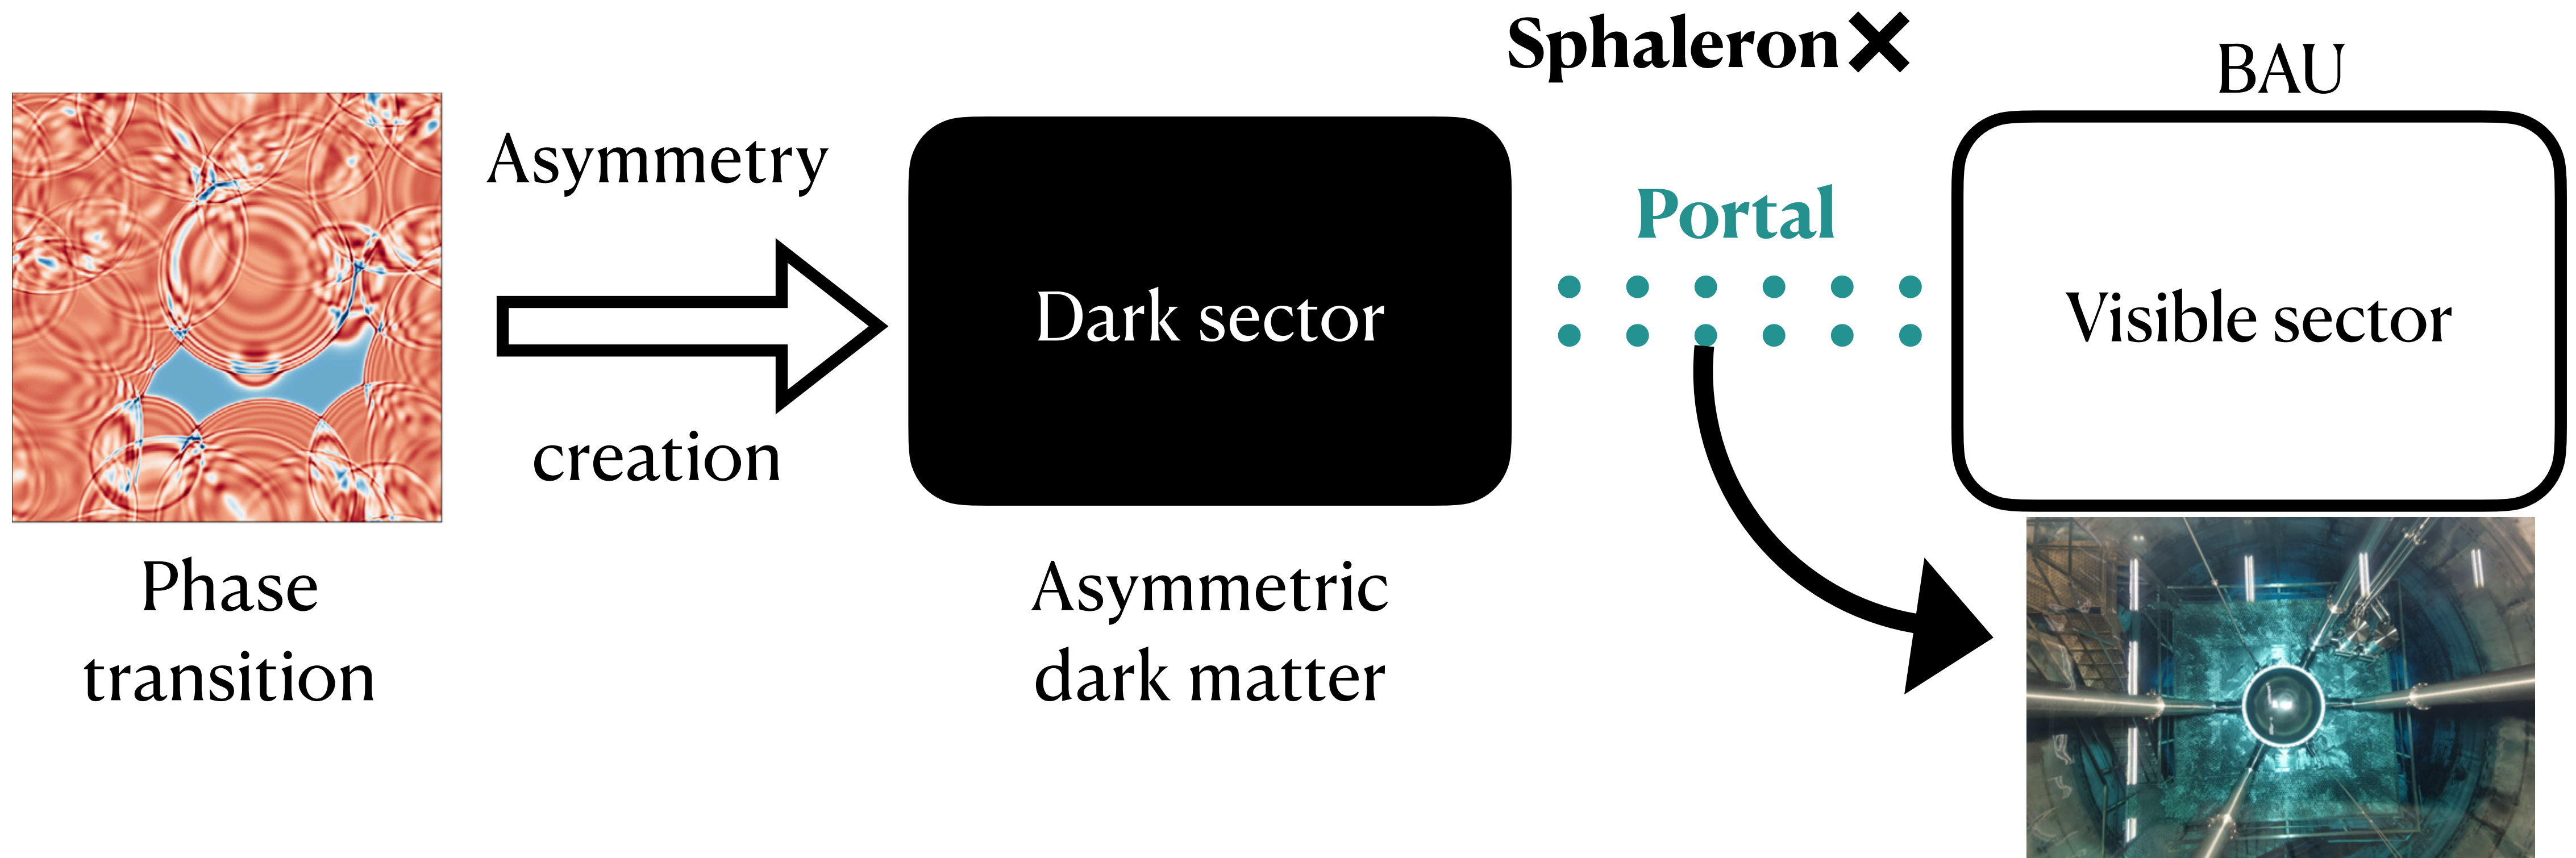 Sphaleron✕
BAU
Asymmetry
creation
Dark sector
Portal
Visible sector
Phase
transition
Asymmetric
dark matter